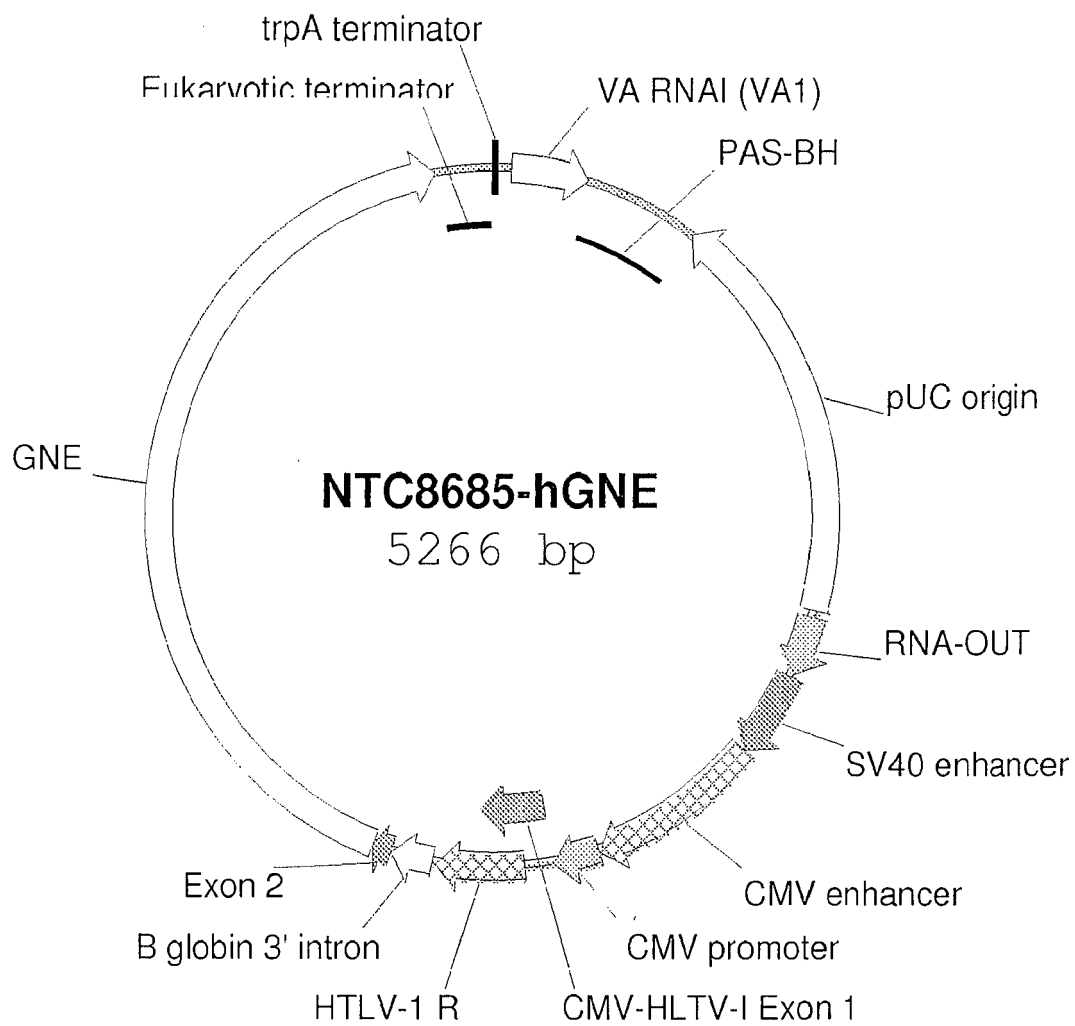 trpA terminator
Eukaryotic terminator
VA RNAI (VA1)
PAS-BH
pUC origin
GNE
NTC8685-hGNE
5266 bp
RNA-OUT
SV40 enhancer
CMV enhancer
Exon 2
B globin 3' intron
CMV promoter
HTLV-1 R
CMV-HLTV-I Exon 1